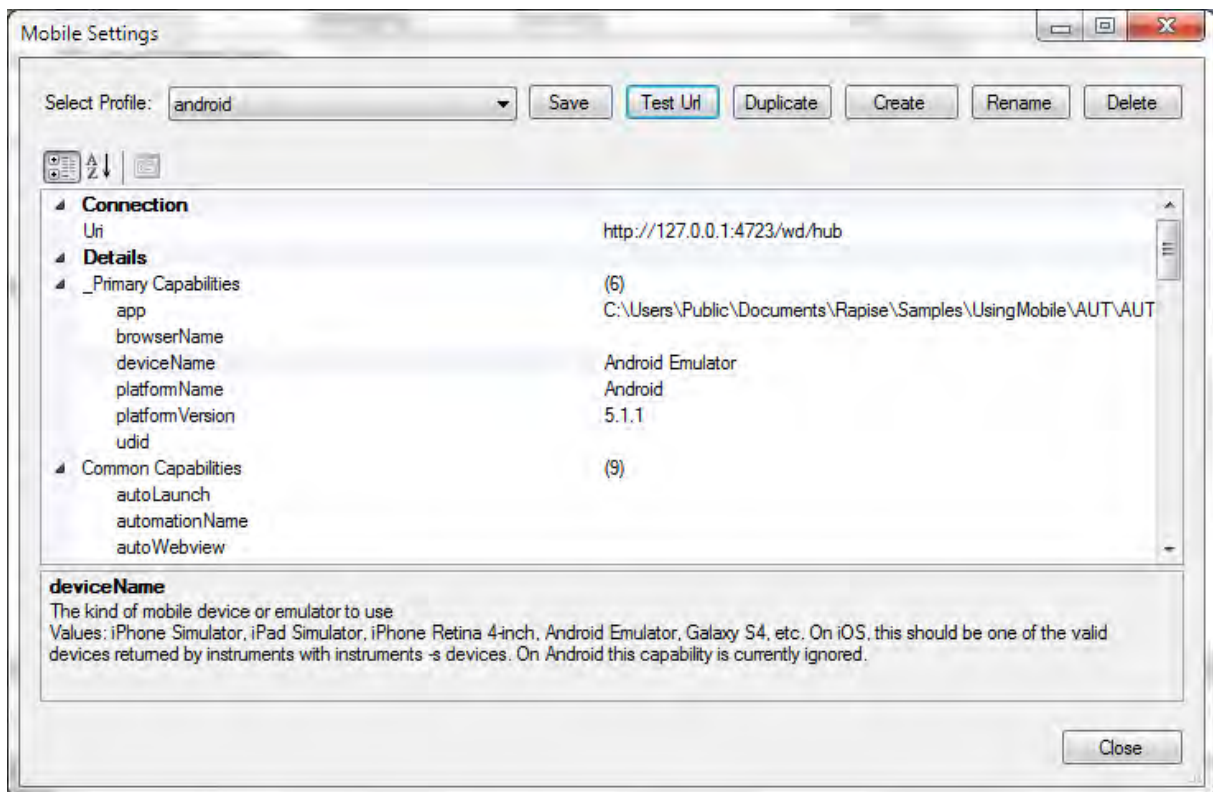 Mobile Settings
Select Profile: android Save Test Url Duplicate Create Rename Delete
Connection
Uri http://127.0.0.1:4723/wd/hub
Details
_Primary Capabilities (6)
app C:\Users\Public\Documents\Rapise\Samples\UsingMobile\AUT\AUT
browserName
deviceName Android Emulator
platformName Android
platformVersion 5.1.1
udid
Common Capabilities (9)
autoLaunch
automationName
autoWebview
deviceName
The kind of mobile device or emulator to use
Values: iPhone Simulator, iPad Simulator, iPhone Retina 4-inch, Android Emulator, Galaxy S4, etc. On iOS, this should be one of the valid
devices returned by instruments with instruments -s devices. On Android this capability is currently ignored.
Close